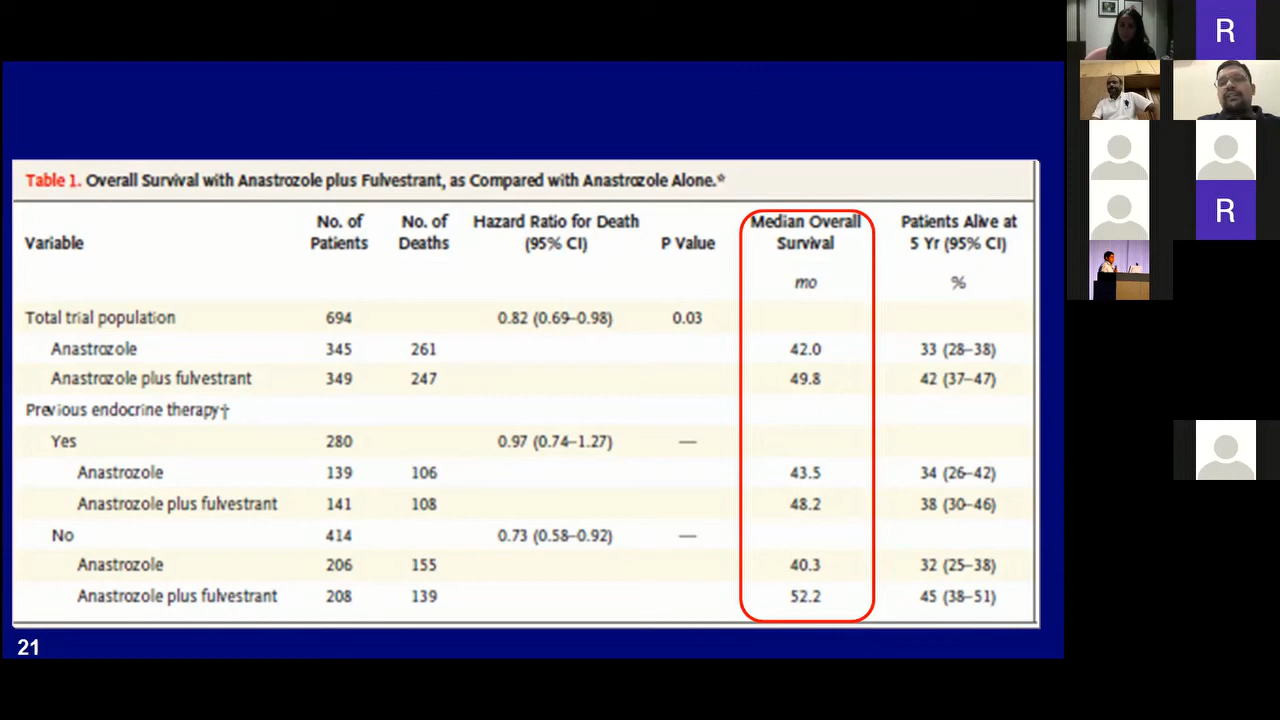 Table 1. Overall Survival with Anastrozole plus Fulvestrant, as Compared with Anastrozole Alone.*
Variable No. of Patients No. of Deaths Hazard Ratio for Death (95% CI) P Value Median Overall Survival Patients Alive at 5 Yr (95% CI)
mo %
Total trial population 694 0.82 (0.69–0.98) 0.03
Anastrozole 345 261 42.0 33 (28–38)
Anastrozole plus fulvestrant 349 247 49.8 42 (37–47)
Previous endocrine therapy†
Yes 280 0.97 (0.74–1.27) —
Anastrozole 139 106 43.5 34 (26–42)
Anastrozole plus fulvestrant 141 108 48.2 38 (30–46)
No 414 0.73 (0.58–0.92) —
Anastrozole 206 155 40.3 32 (25–38)
Anastrozole plus fulvestrant 208 139 52.2 45 (38–51)
21
R
R